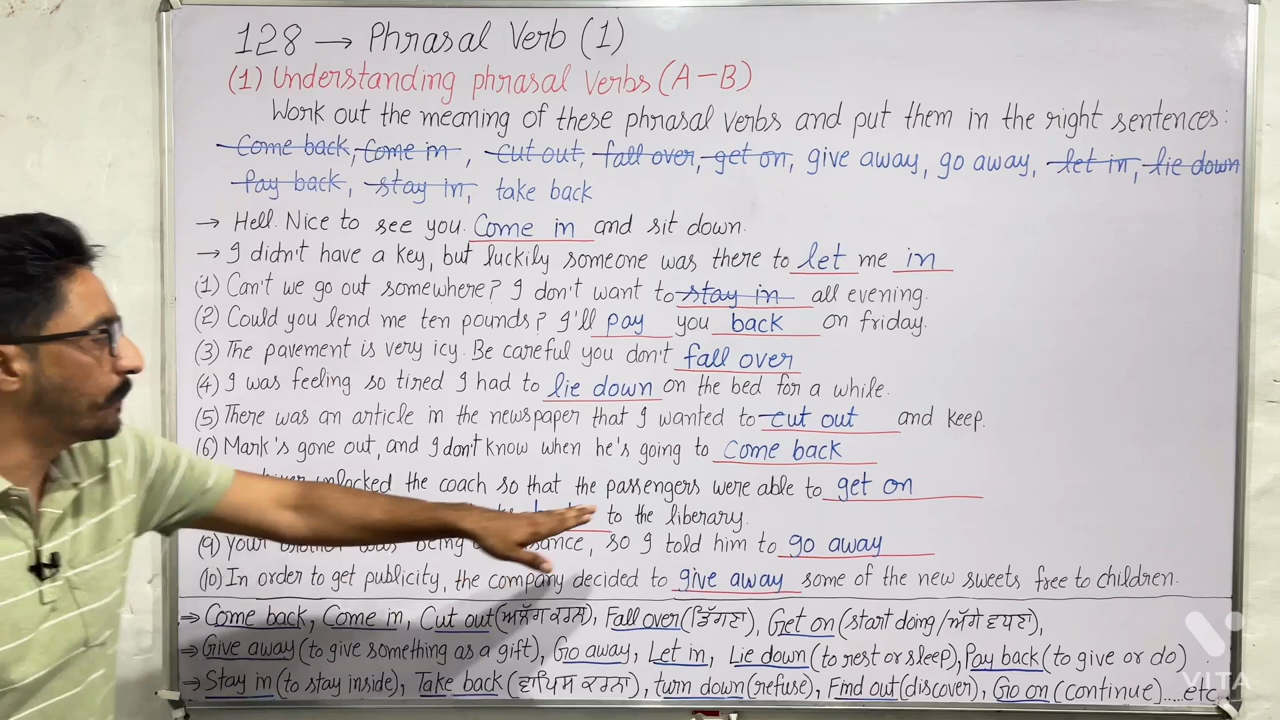 128 → Phrasal Verb (1)
(1) Understanding phrasal verbs (A-B)
Work out the meaning of these phrasal verbs and put them in the right sentences:
Come back, Come in, cut out, fall over, get on, give away, go away, let in, lie down
Pay back, stay in, take back
→ Hell. Nice to see you. Come in and sit down.
→ I didn't have a key, but luckily someone was there to let me in
(1) Can't we go out somewhere? I don't want to stay in all evening.
(2) Could you lend me ten pounds? I'll pay you back on friday.
(3) The pavement is very icy. Be careful you don't fall over
(4) I was feeling so tired I had to lie down on the bed for a while.
(5) There was an article in the newspaper that I wanted to cut out and keep.
(6) Mark's gone out, and I don't know when he's going to Come back
unlocked the coach so that the passengers were able to get on
to the liberary.
(9) Your was being, so I told him to go away
(10) In order to get publicity, the company decided to give away some of the new sweets free to children.
→ Come back, Come in, Cut out (ਅਲੱਗ ਕਰਨਾ), Fall over (ਡਿੱਗਣਾ), Get on (start doing/ਅੱਗੇ ਵਧਣਾ),
→ Give away (to give something as a gift), Go away, Let in, Lie down (to rest or sleep), Pay back (to give or do)
→ Stay in (to stay inside), Take back (ਵਾਪਿਸ ਕਰਨਾ), turn down (refuse), Find out (discover), Go on (continue)....etc.
VITA